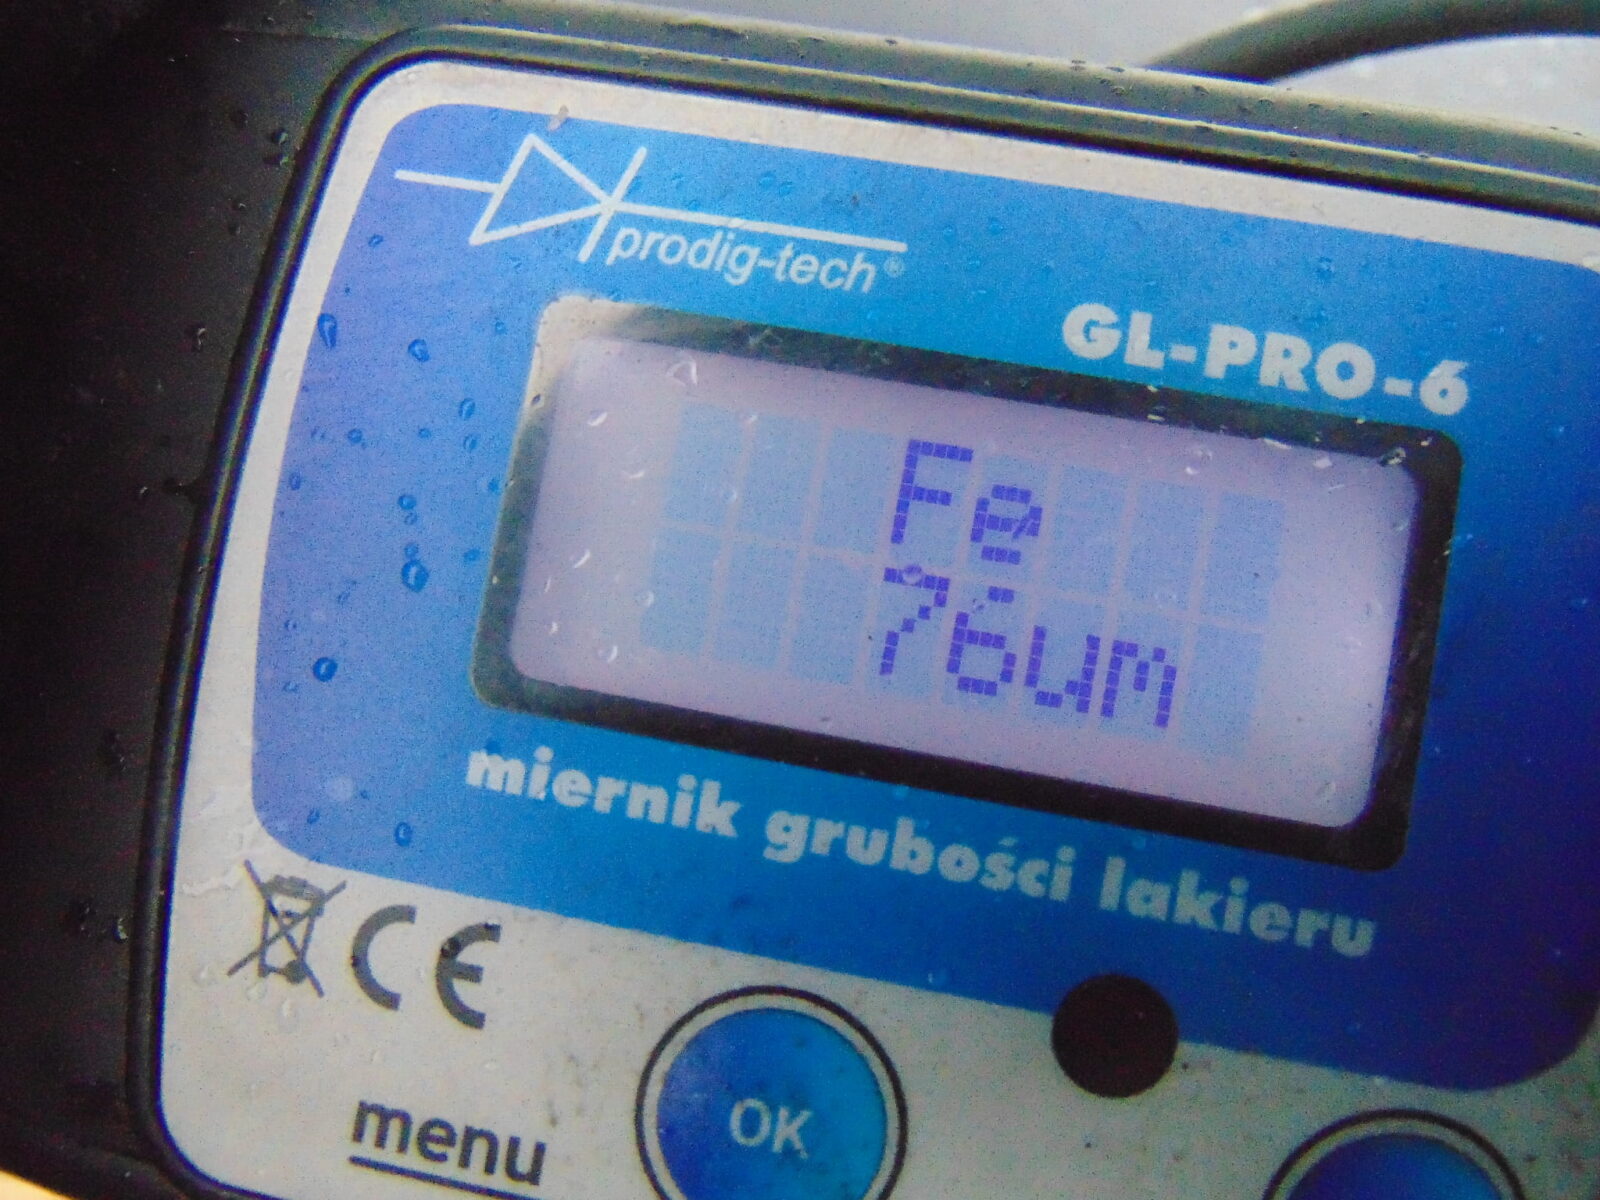 prodig-tech®
GL-PRO-6
Fe
76um
miernik grubości lakieru
CE
OK
menu